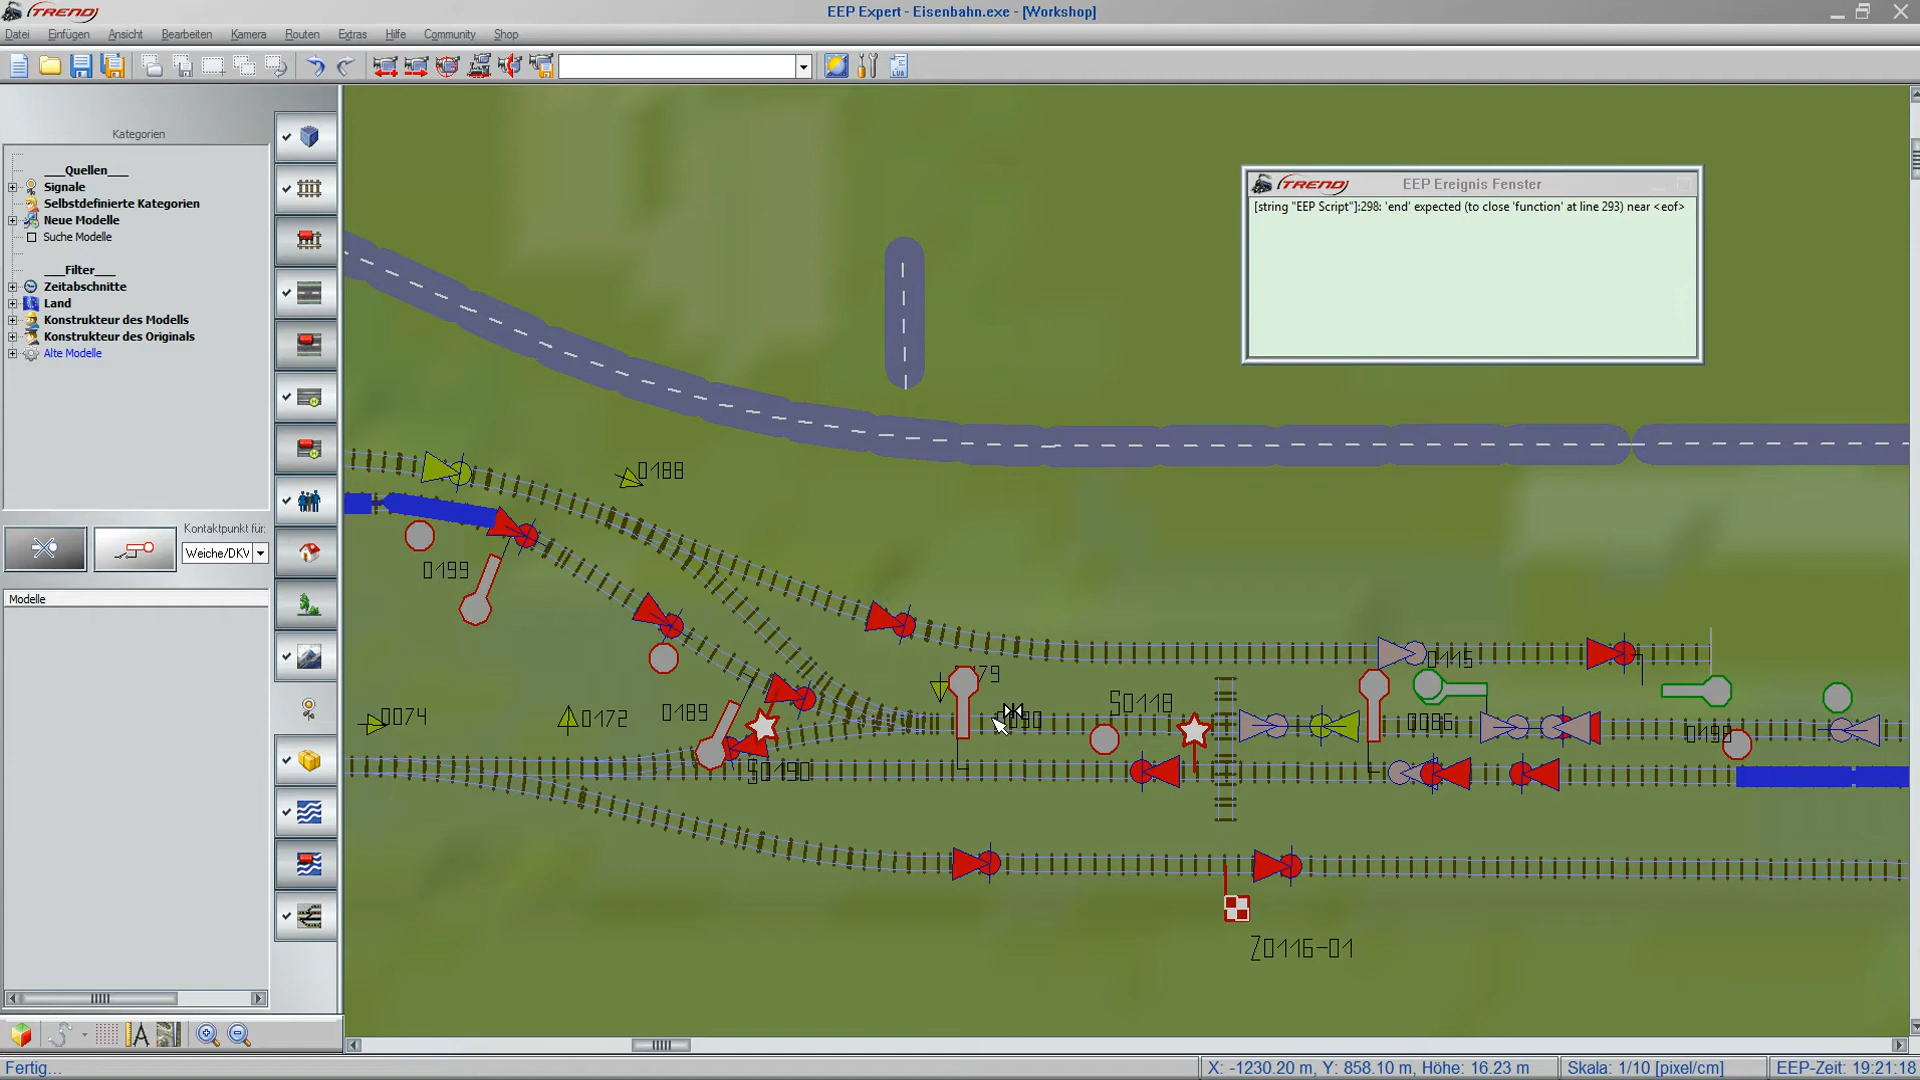 TREND
EEP Expert - Eisenbahn.exe - [Workshop]
Datei Einfügen Ansicht Bearbeiten Kamera Routen Extras Hilfe Community Shop
LUA
Kategorien
___Quellen___
Signale
Selbstdefinierte Kategorien
Neue Modelle
Suche Modelle
___Filter___
Zeitabschnitte
Land
Konstrukteur des Modells
Konstrukteur des Originals
Alte Modelle
Kontaktpunkt für:
Weiche/DKV
Modelle
TREND
EEP Ereignis Fenster
[string "EEP Script"]:298: 'end' expected (to close 'function' at line 293) near <eof>
0188
0199
0115
S0118
0189
0074
0172
0086
0198
S0190
Z0116-01
Fertig...
X: -1230.20 m, Y: 858.10 m, Höhe: 16.23 m
Skala: 1/10 [pixel/cm]
EEP-Zeit: 19:21:18